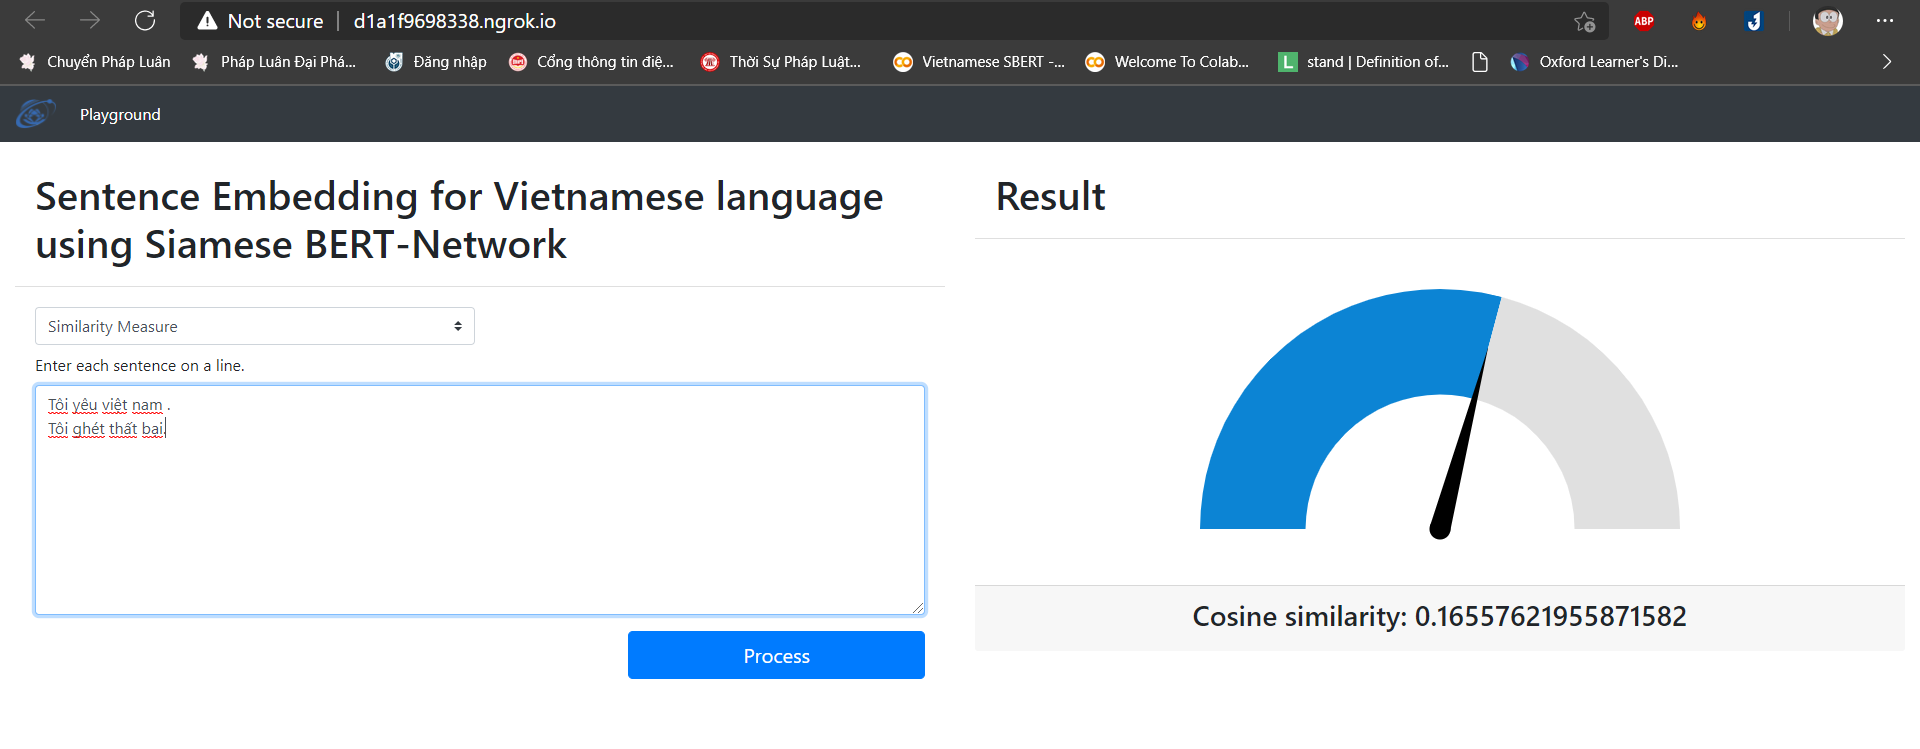 Not secure | d1a1f9698338.ngrok.io
ABP
Chuyển Pháp Luân Pháp Luân Đại Phá... Đăng nhập Cổng thông tin điệ... Thời Sự Pháp Luật... Vietnamese SBERT -... Welcome To Colab... L stand | Definition of... Oxford Learner's Di...
Playground
Sentence Embedding for Vietnamese language
using Siamese BERT-Network
Similarity Measure
Enter each sentence on a line.
Tôi yêu việt nam .
Tôi ghét thất bại.
Process
Result
Cosine similarity: 0.16557621955871582